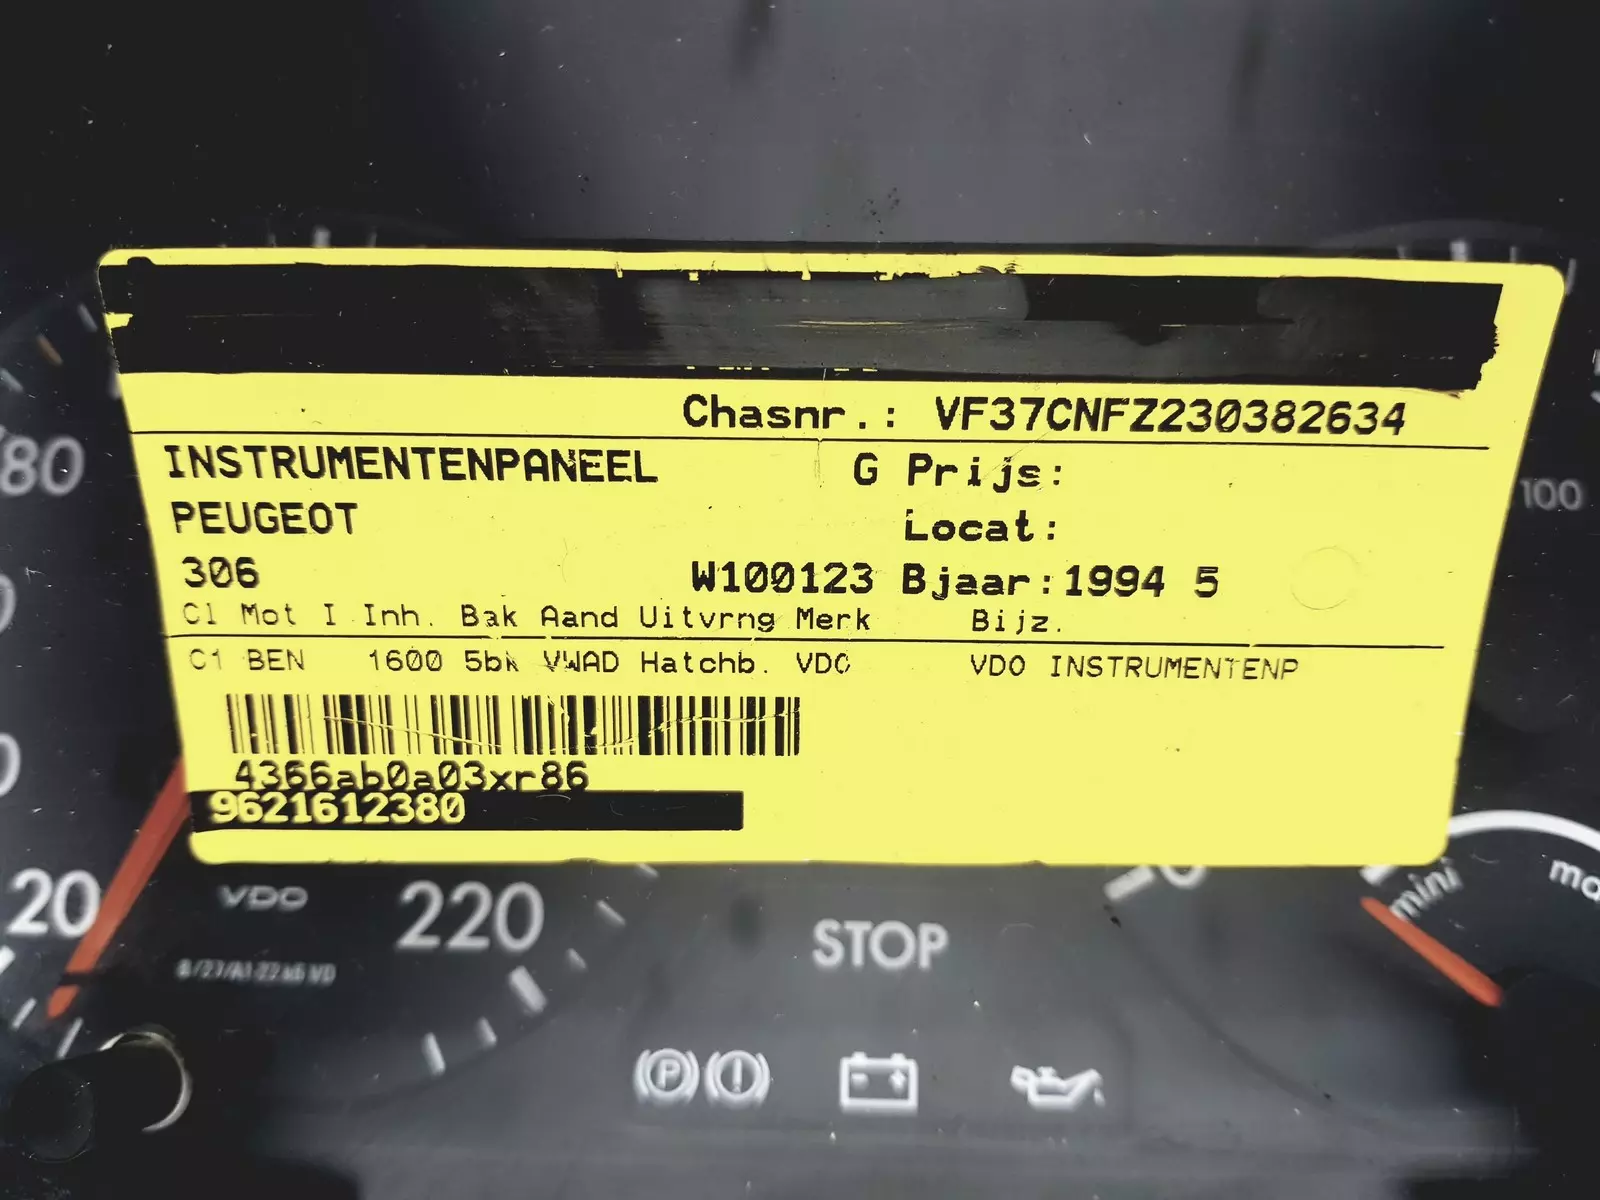 Chasnr.: VF37CNFZ230382634
INSTRUMENTENPANEEL G Prijs:
PEUGEOT Locat:
306 W100123 Bjaar:1994 5
Cl Mot I Inh. Bak Aand Uitvrng Merk Bijz.
C1 BEN 1600 5bk VWAD Hatchb. VDO VDO INSTRUMENTENP
4366ab0a03xr86
9621612380
80
100
20
VDO
220
STOP
0
mini
P